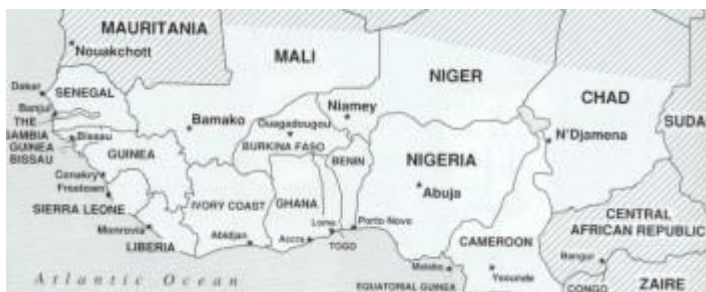 MAURITANIA
Nouakchott
MALI
NIGER
CHAD
SUDA
Dakar
SENEGAL
Banjul
THE
GAMBIA
Bissau
GUINEA
BISSAU
GUINEA
Bamako
Ouagadougou
BURKINA FASO
Niamey
N'Djamena
BENIN
NIGERIA
Abuja
Conakry
Freetown
SIERRA LEONE
IVORY COAST
GHANA
Monrovia
LIBERIA
Abidjan
Accra
Lome
TOGO
Porto Novo
CAMEROON
CENTRAL
AFRICAN REPUBLIC
Bangui
Malabo
Yaounde
EQUATORIAL GUINEA
CONGO
ZAIRE
Atlantic Ocean